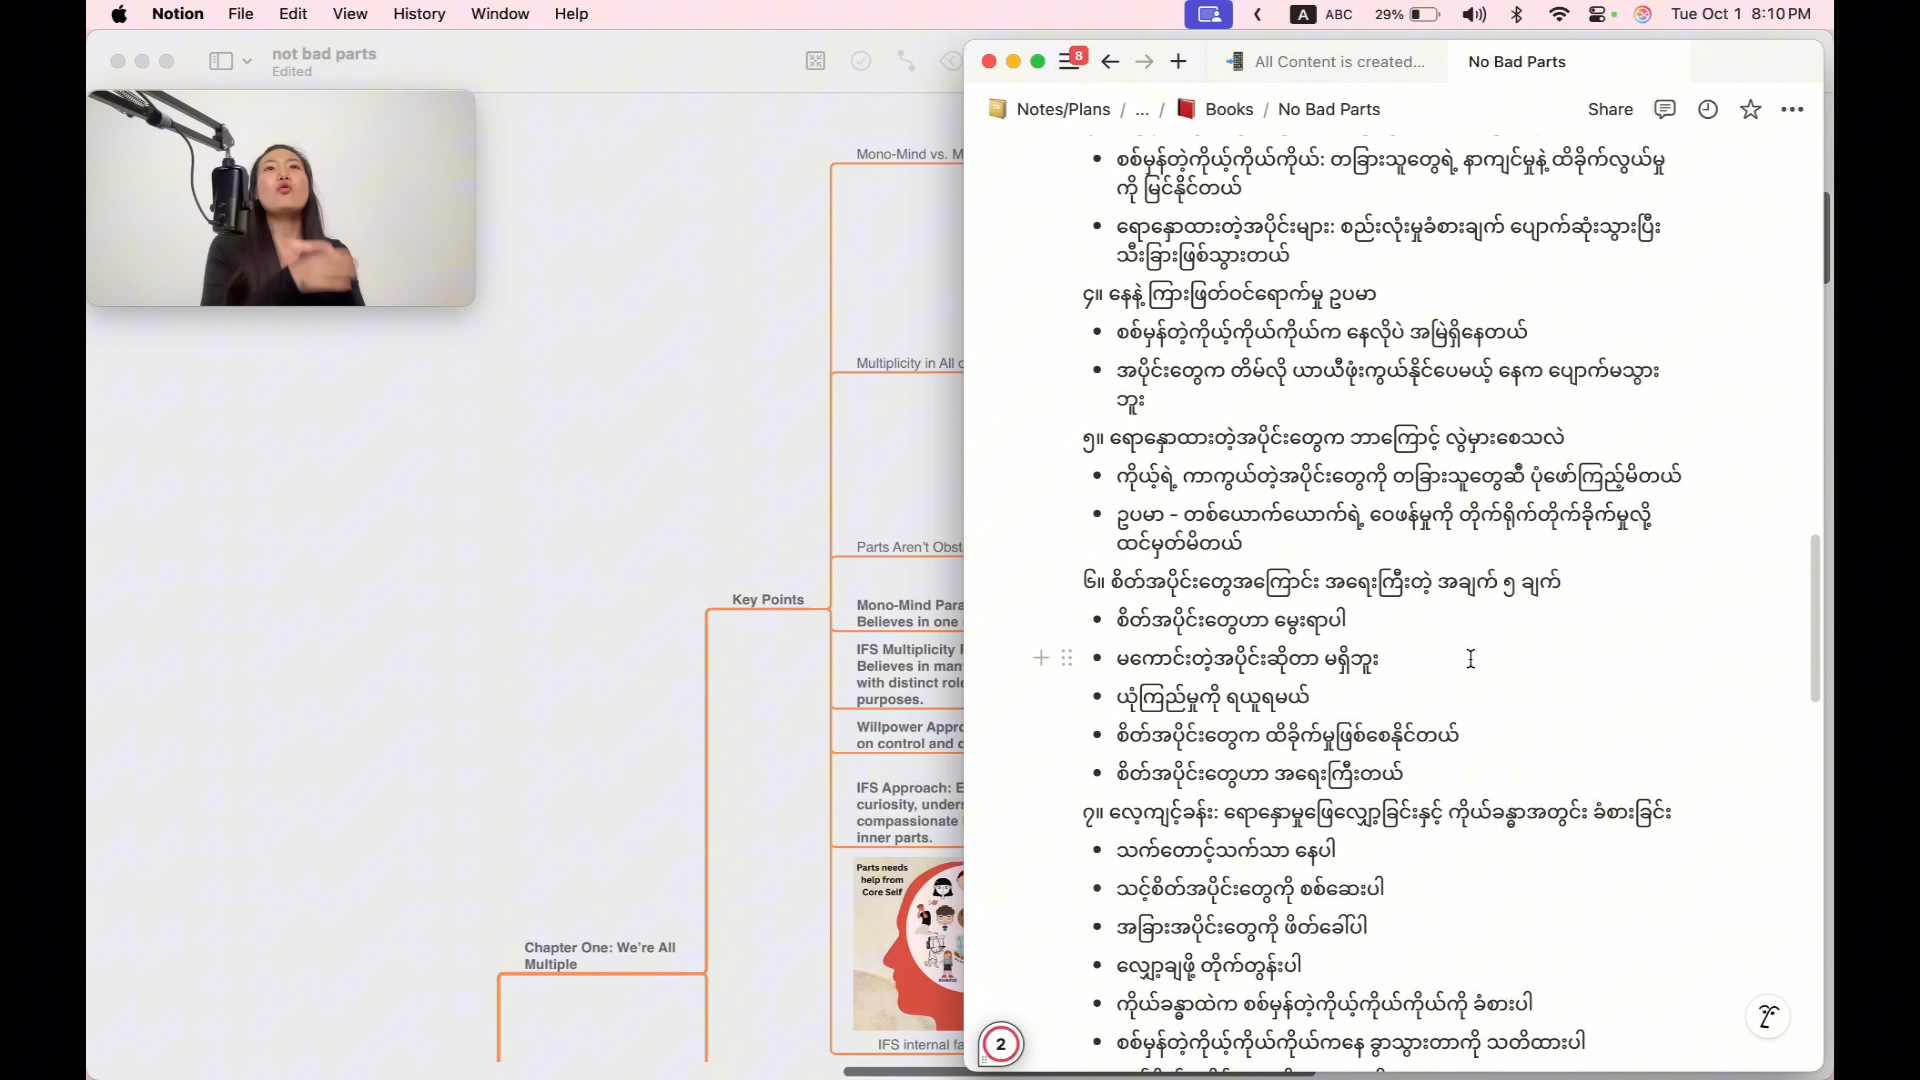 Notion File Edit View History Window Help
A ABC 29% Tue Oct 1 8:10 PM
not bad parts
Edited
Mono-Mind vs. M
Multiplicity in All o
Parts Aren't Obst
Key Points
Mono-Mind Para
Believes in one
IFS Multiplicity P
Believes in man
with distinct role
purposes.
Willpower Appro
on control and d
IFS Approach: E
curiosity, unders
compassionate
inner parts.
Parts needs
help from
Core Self
IFS internal fa
Chapter One: We're All
Multiple
8
All Content is created...
No Bad Parts
Notes/Plans / ... / Books / No Bad Parts
Share
စစ်မှန်တဲ့ကိုယ့်ကိုယ်ကိုယ်: တခြားသူတွေရဲ့ နာကျင်မှုနဲ့ ထိခိုက်လွယ်မှု
ကို မြင်နိုင်တယ်
ရောနှောထားတဲ့အပိုင်းများ: စည်းလုံးမှုခံစားချက် ပျောက်ဆုံးသွားပြီး
သီးခြားဖြစ်သွားတယ်
၄။ နေနဲ့ ကြားဖြတ်ဝင်ရောက်မှု ဥပမာ
စစ်မှန်တဲ့ကိုယ့်ကိုယ်ကိုယ်က နေလိုပဲ အမြဲရှိနေတယ်
အပိုင်းတွေက တိမ်လို ယာယီဖုံးကွယ်နိုင်ပေမယ့် နေက ပျောက်မသွား
ဘူး
၅။ ရောနှောထားတဲ့အပိုင်းတွေက ဘာကြောင့် လွဲမှားစေသလဲ
ကိုယ့်ရဲ့ ကာကွယ်တဲ့အပိုင်းတွေကို တခြားသူတွေဆီ ပုံဖော်ကြည့်မိတယ်
ဥပမာ - တစ်ယောက်ယောက်ရဲ့ ဝေဖန်မှုကို တိုက်ရိုက်တိုက်ခိုက်မှုလို့
ထင်မှတ်မိတယ်
၆။ စိတ်အပိုင်းတွေအကြောင်း အရေးကြီးတဲ့ အချက် ၅ ချက်
စိတ်အပိုင်းတွေဟာ မွေးရာပါ
မကောင်းတဲ့အပိုင်းဆိုတာ မရှိဘူး
ယုံကြည်မှုကို ရယူရမယ်
စိတ်အပိုင်းတွေက ထိခိုက်မှုဖြစ်စေနိုင်တယ်
စိတ်အပိုင်းတွေဟာ အရေးကြီးတယ်
၇။ လေ့ကျင့်ခန်း: ရောနှောမှုဖြေလျှော့ခြင်းနှင့် ကိုယ်ခန္ဓာအတွင်း ခံစားခြင်း
သက်တောင့်သက်သာ နေပါ
သင့်စိတ်အပိုင်းတွေကို စစ်ဆေးပါ
အခြားအပိုင်းတွေကို ဖိတ်ခေါ်ပါ
လျှော့ချဖို့ တိုက်တွန်းပါ
ကိုယ်ခန္ဓာထဲက စစ်မှန်တဲ့ကိုယ့်ကိုယ်ကိုယ်ကို ခံစားပါ
စစ်မှန်တဲ့ကိုယ့်ကိုယ်ကိုယ်ကနေ ခွာသွားတာကို သတိထားပါ
2